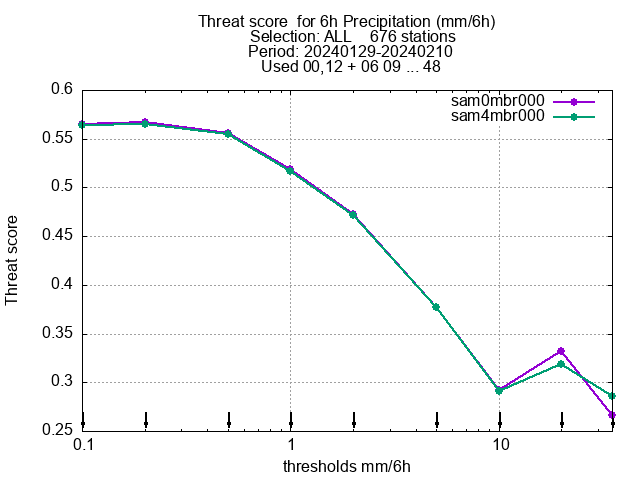 Threat score  for 6h Precipitation (mm/6h)
Selection: ALL    676 stations
Period: 20240129-20240210
Used 00,12 + 06 09 ... 48
sam0mbr000
sam4mbr000
0.6
0.55
0.5
0.45
0.4
0.35
0.3
0.25
Threat score
0.1 1 10
thresholds mm/6h